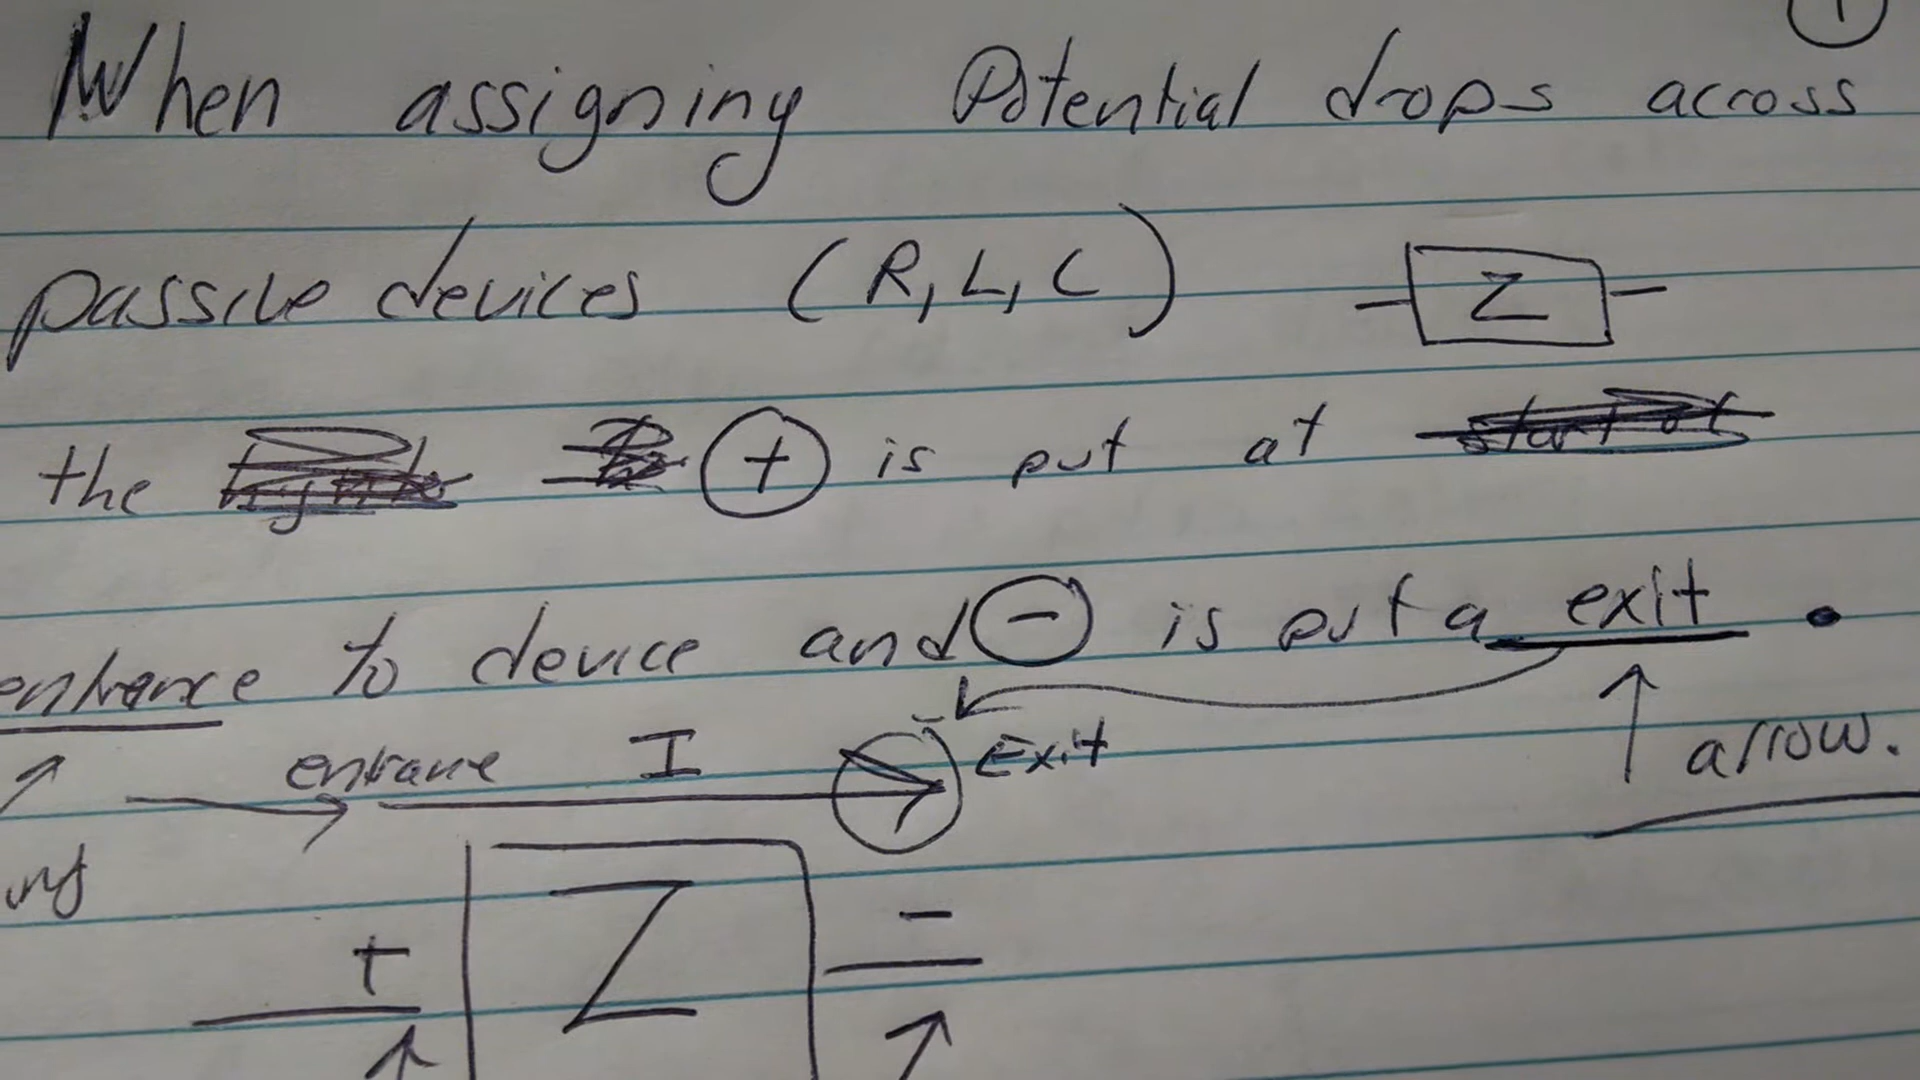 1
When assigning Potential drops across
passive devices (R, L, C) Z
the + is put at
entrance to device and - is put a exit .
entrance I - Exit arrow.
+ Z -